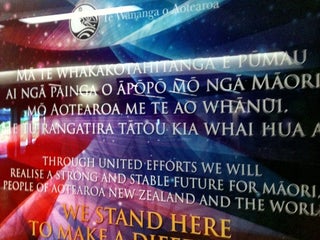 Te Wānanga o Aotearoa
MĀ TE WHAKAKOTAHITANGA E PŪMAU
AI NGĀ PAINGA O ĀPŌPŌ MŌ NGĀ MĀORI
MŌ AOTEAROA ME TE AO WHĀNUI.
TŪ RANGATIRA TĀTOU KIA WHAI HUA
THROUGH UNITED EFFORTS WE WILL
REALISE A STRONG AND STABLE FUTURE FOR MĀORI,
PEOPLE OF AOTEAROA NEW ZEALAND AND THE
WE STAND HERE
TO MAKE A